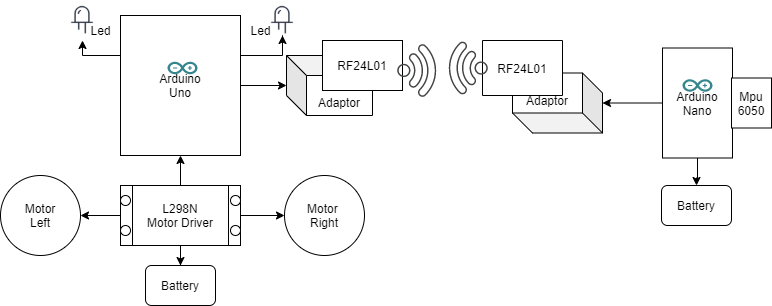 Led
Led
Arduino
Uno
RF24L01
Adaptor
RF24L01
Adaptor
Arduino
Nano
Mpu
6050
Motor
Left
L298N
Motor Driver
Motor
Right
Battery
Battery